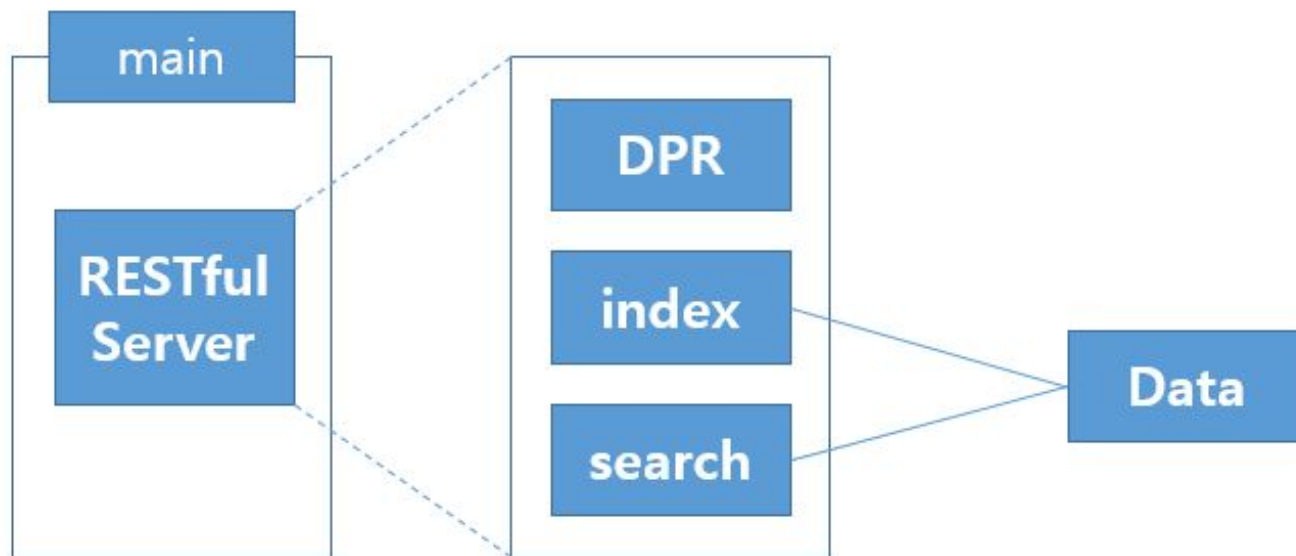 main
RESTful
Server
DPR
index
search
Data